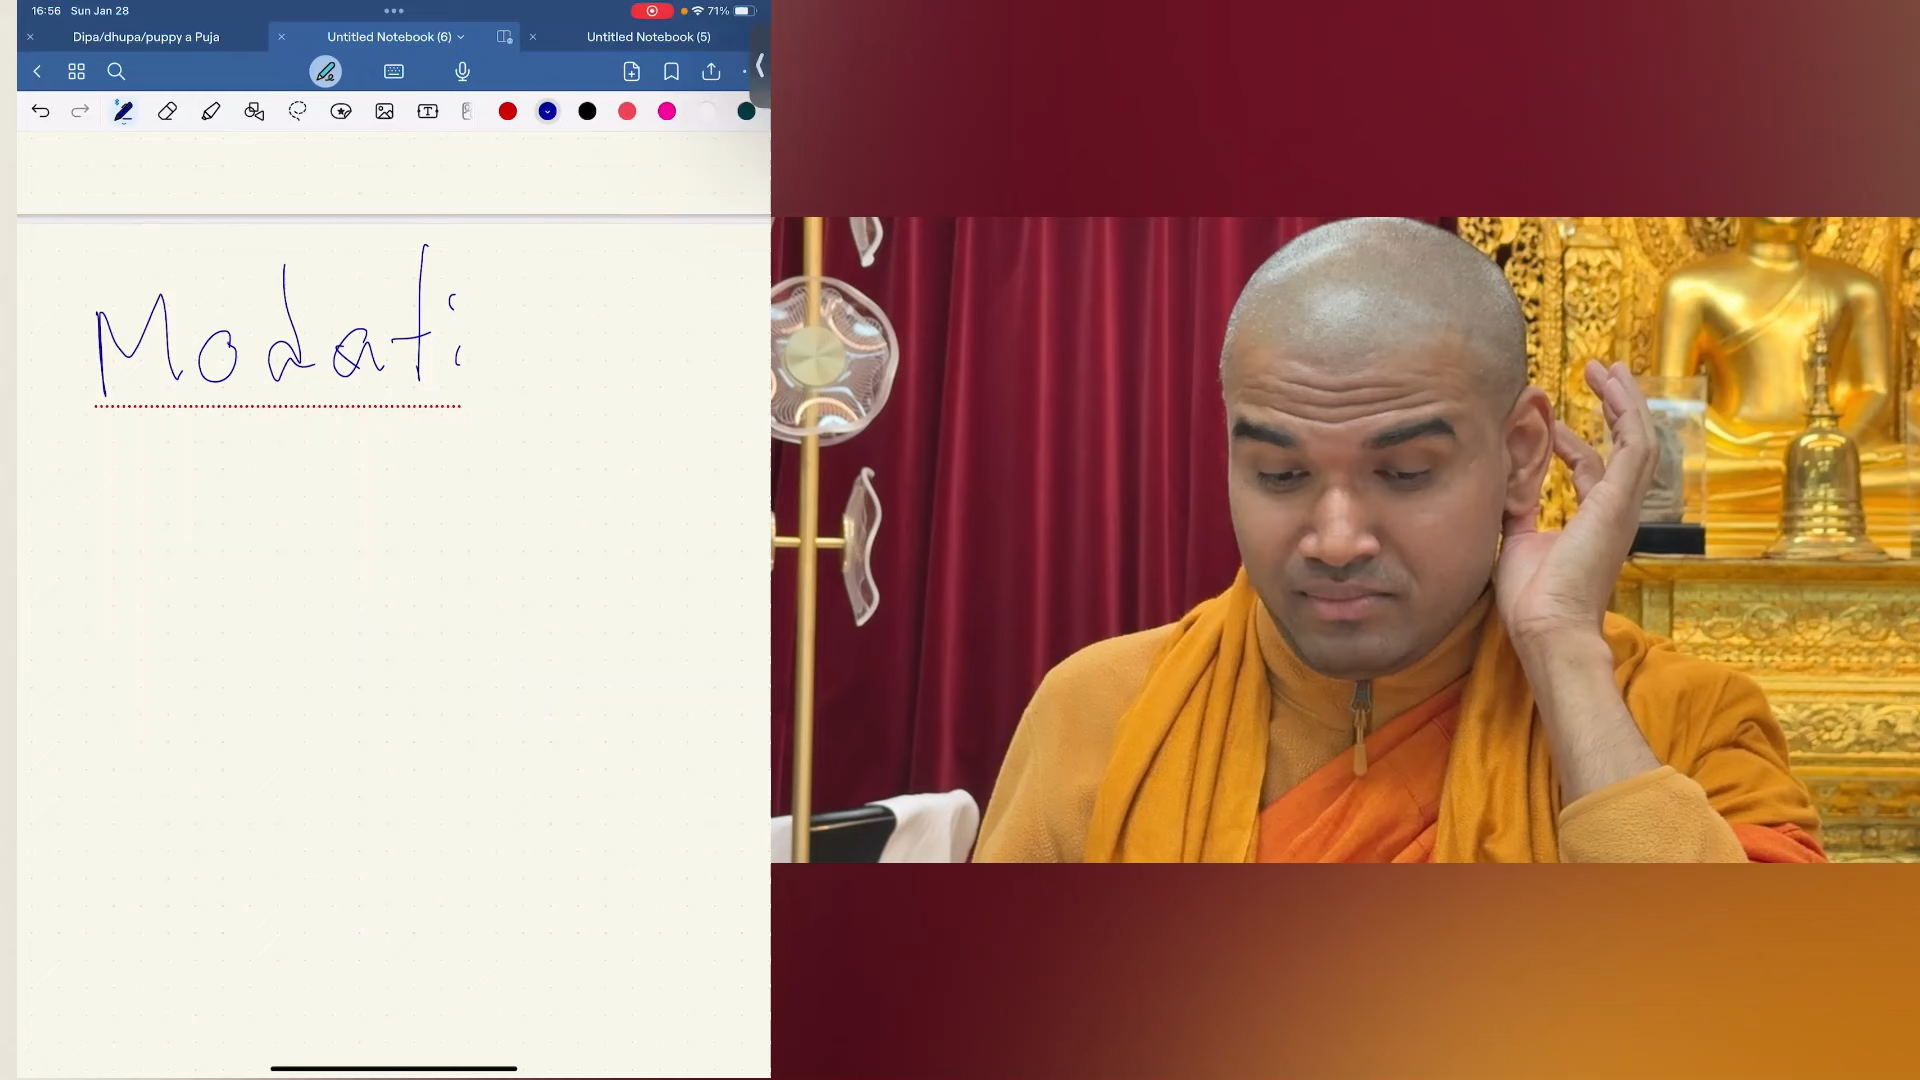 16:56 Sun Jan 28
71%
Dipa/dhupa/puppy a Puja
Untitled Notebook (6)
Untitled Notebook (5)
Modati